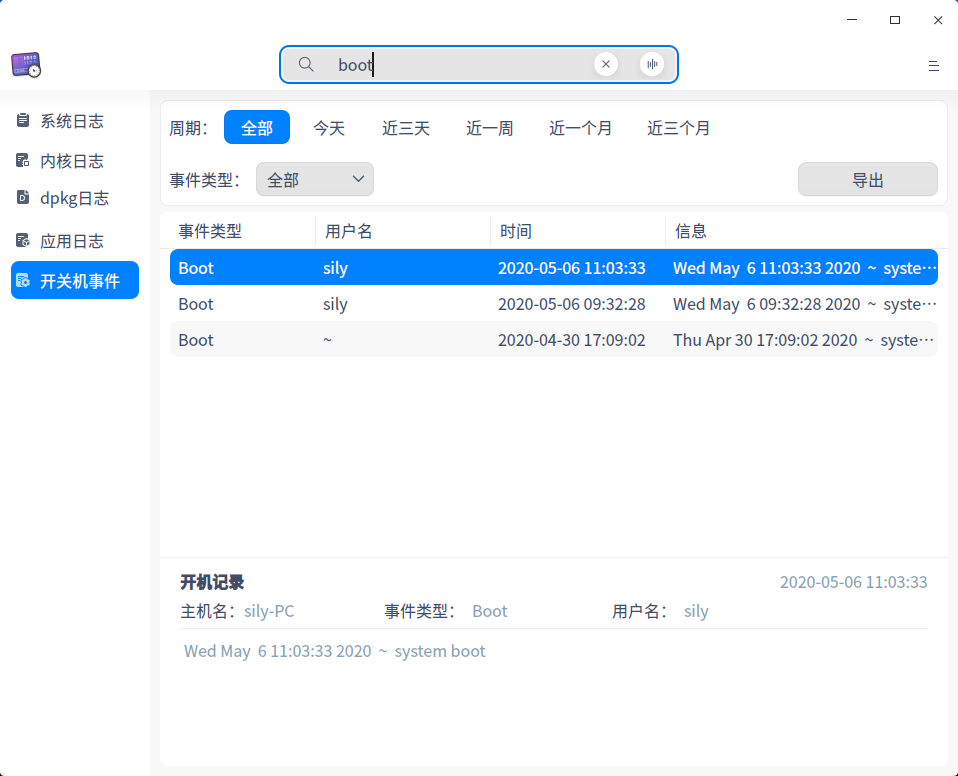 boot
系统日志
内核日志
dpkg日志
应用日志
开关机事件
周期： 全部 今天 近三天 近一周 近一个月 近三个月
事件类型： 全部 导出
事件类型 用户名 时间 信息
Boot sily 2020-05-06 11:03:33 Wed May 6 11:03:33 2020 ~ syste…
Boot sily 2020-05-06 09:32:28 Wed May 6 09:32:28 2020 ~ syste…
Boot ~ 2020-04-30 17:09:02 Thu Apr 30 17:09:02 2020 ~ syste…
开机记录 2020-05-06 11:03:33
主机名： sily-PC 事件类型： Boot 用户名： sily
Wed May 6 11:03:33 2020 ~ system boot